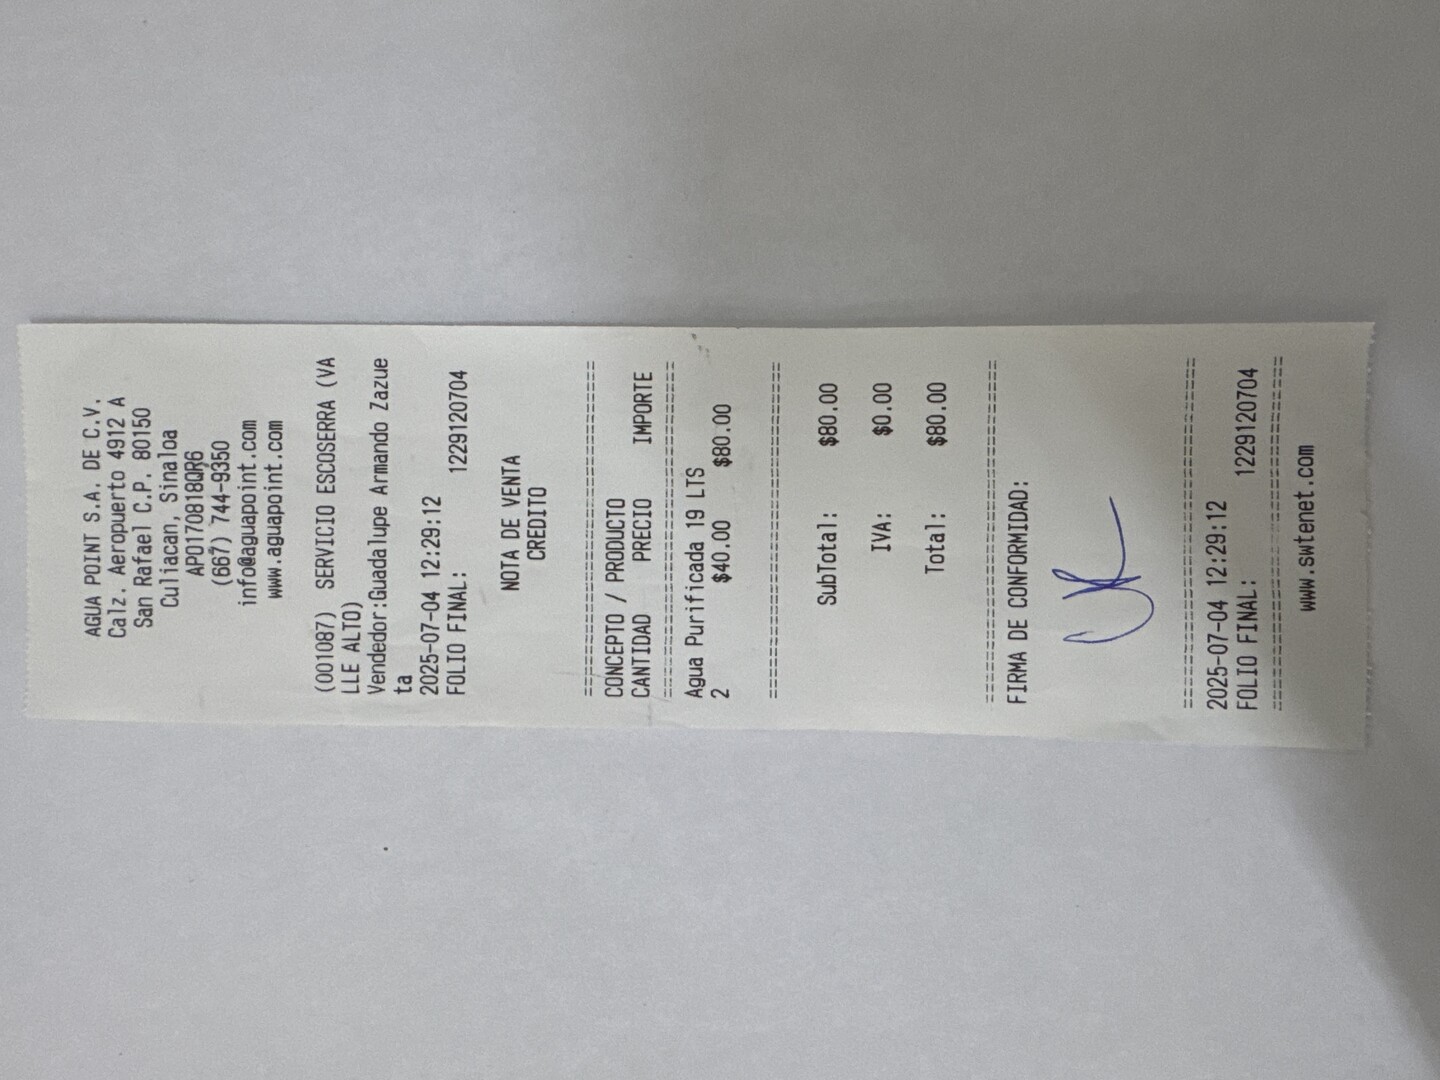 AGUA POINT S.A. DE C.V.
Calz. Aeropuerto 4912 A
San Rafael C.P. 80150
Culiacan, Sinaloa
APO170818QR6
(667) 744-9350
info@aguapoint.com
www.aguapoint.com
(001087) SERVICIO ESCOSERRA (VA
LLE ALTO)
Vendedor:Guadalupe Armando Zazue
ta
2025-07-04 12:29:12
FOLIO FINAL: 1229120704
NOTA DE VENTA
CREDITO
================================
CONCEPTO / PRODUCTO
CANTIDAD PRECIO IMPORTE
================================
Agua Purificada 19 LTS
2 $40.00 $80.00
================================
SubTotal: $80.00
IVA: $0.00
Total: $80.00
================================
FIRMA DE CONFORMIDAD:
================================
2025-07-04 12:29:12
FOLIO FINAL: 1229120704
================================
www.swtenet.com